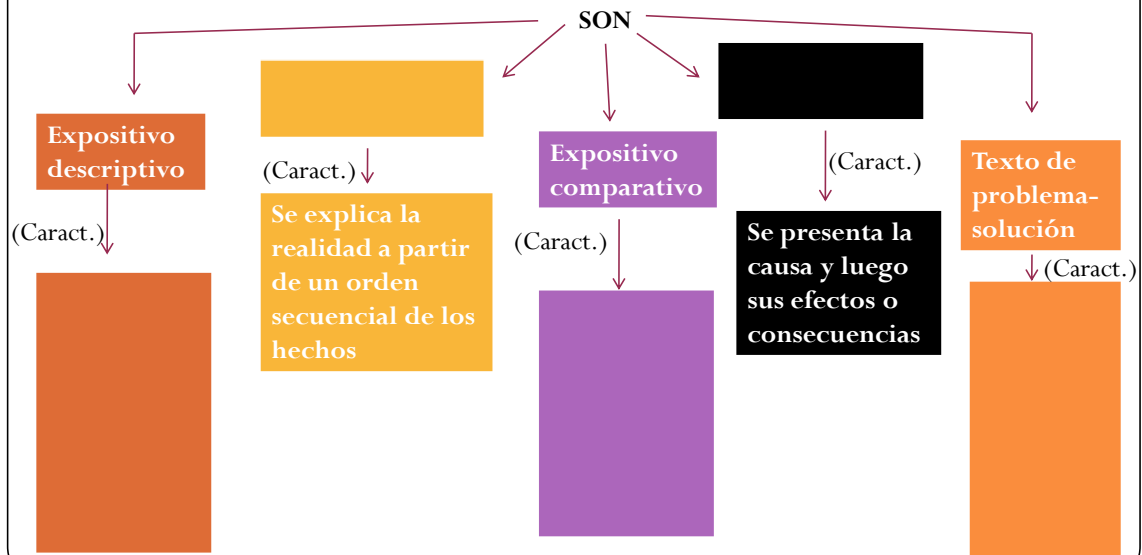 SON
Expositivo
descriptivo
(Caract.)
(Caract.)
Se explica la
realidad a partir
de un orden
secuencial de los
hechos
Expositivo
comparativo
(Caract.)
(Caract.)
Se presenta la
causa y luego
sus efectos o
consecuencias
Texto de
problema-
solución
(Caract.)